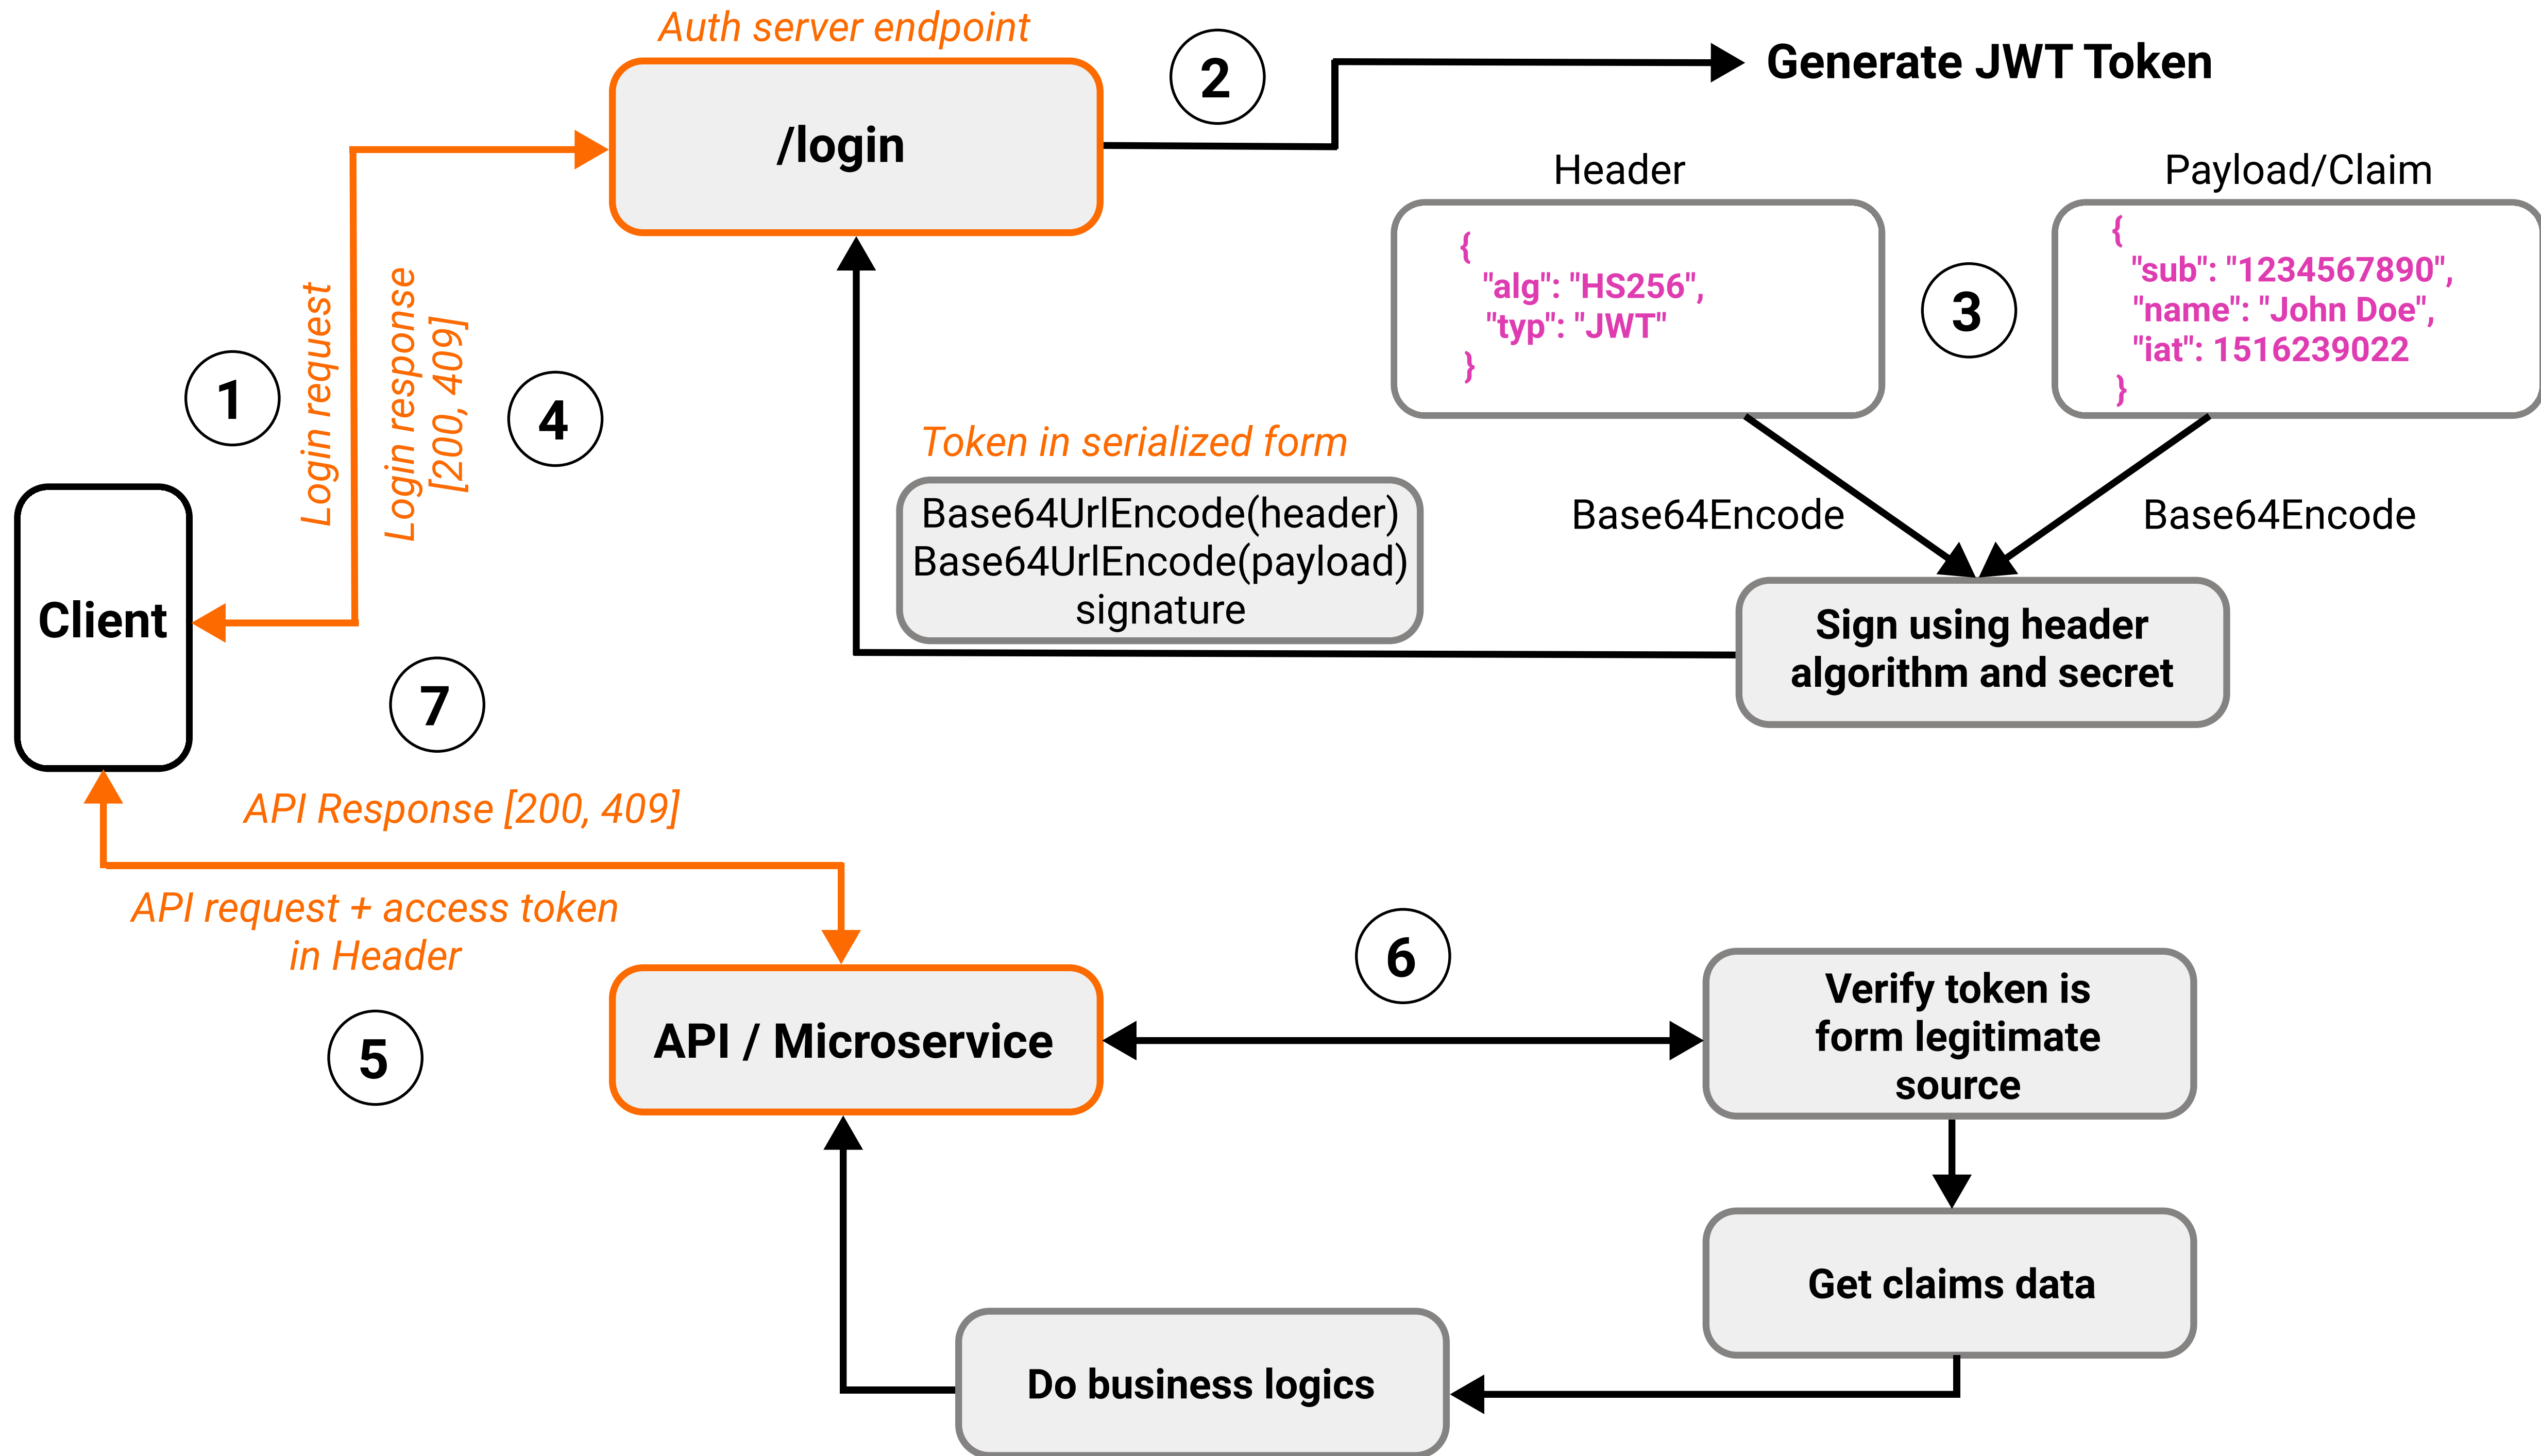 Auth server endpoint
/login
2
Generate JWT Token
Header
{
"alg": "HS256",
"typ": "JWT"
}
3
Payload/Claim
{
"sub": "1234567890",
"name": "John Doe",
"iat": 1516239022
}
1
Login request
Login response
[200, 409]
4
Token in serialized form
Base64UrlEncode(header)
Base64UrlEncode(payload)
signature
Base64Encode
Base64Encode
Sign using header
algorithm and secret
Client
7
API Response [200, 409]
API request + access token
in Header
5
API / Microservice
6
Verify token is
form legitimate
source
Get claims data
Do business logics